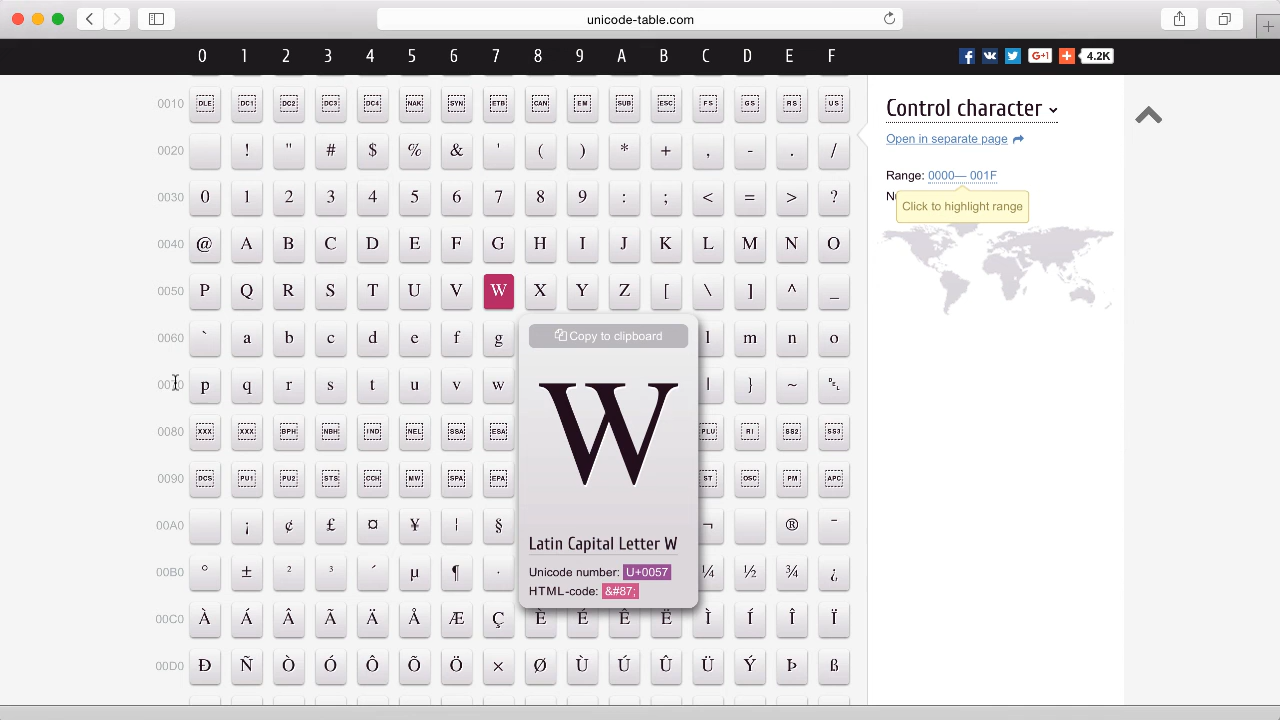 unicode-table.com
0 1 2 3 4 5 6 7 8 9 A B C D E F
G+1 4.2K
0010 DLE DC1 DC2 DC3 DC4 NAK SYN ETB CAN EM SUB ESC FS GS RS US
Control character
Open in separate page
0020 ! " # $ % & ' ( ) * + , - . /
Range: 0000— 001F
0030 0 1 2 3 4 5 6 7 8 9 : ; < = > ?
Click to highlight range
0040 @ A B C D E F G H I J K L M N O
0050 P Q R S T U V W X Y Z [ \ ] ^ _
0060 ` a b c d e f g l m n o
Copy to clipboard
0070 p q r s t u v w | } ~ DEL
W
0080 XXX XXX BPH NBH IND NEL SSA ESA PLU RI SS2 SS3
0090 DCS PU1 PU2 STS CCH MW SPA EPA ST OSC PM APC
00A0 ¡ ¢ £ ¤ ¥ ¦ § ¬ ® ¯
Latin Capital Letter W
00B0 ° ± ² ³ ´ µ ¶ · ¼ ½ ¾ ¿
Unicode number: U+0057
HTML-code: &#87;
00C0 À Á Â Ã Ä Å Æ Ç È É Ê Ë Ì Í Î Ï
00D0 Ð Ñ Ò Ó Ô Õ Ö × Ø Ù Ú Û Ü Ý Þ ß